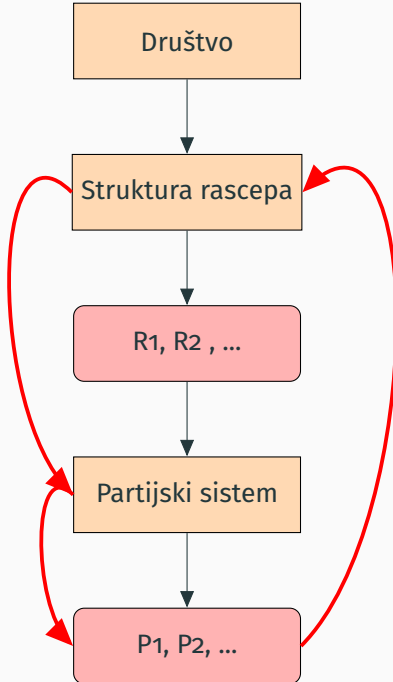 Društvo
Struktura rascepa
R1, R2 , ...
Partijski sistem
P1, P2, ...